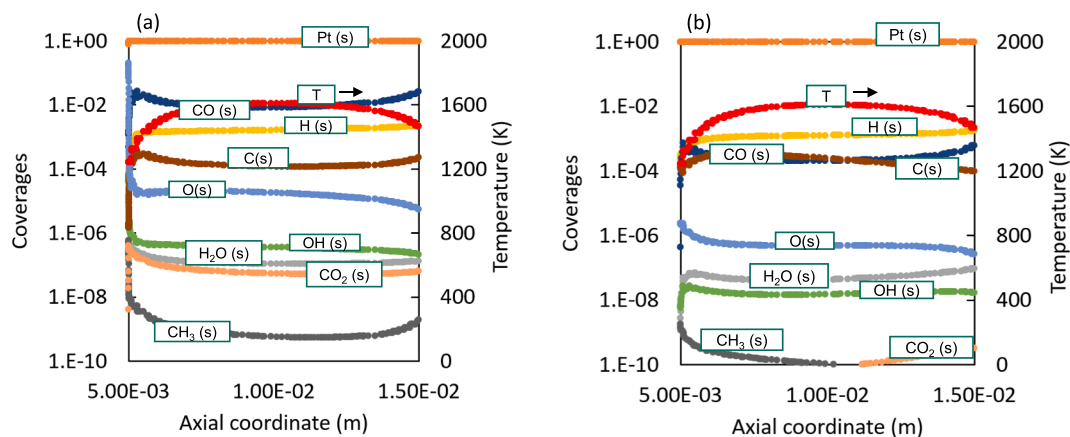 (a)
1.E+00
1.E-02
1.E-04
1.E-06
1.E-08
1.E-10
Coverages
Pt (s)
T
CO (s)
H (s)
C(s)
O(s)
OH (s)
H₂O (s)
CO₂ (s)
CH₃ (s)
2000
1600
1200
800
400
0
Temperature (K)
5.00E-03
1.00E-02
1.50E-02
Axial coordinate (m)
(b)
1.E+00
1.E-02
1.E-04
1.E-06
1.E-08
1.E-10
Coverages
Pt (s)
T
H (s)
CO (s)
C(s)
O(s)
H₂O (s)
OH (s)
CH₃ (s)
CO₂ (s)
2000
1600
1200
800
400
0
Temperature (K)
5.00E-03
1.00E-02
1.50E-02
Axial coordinate (m)